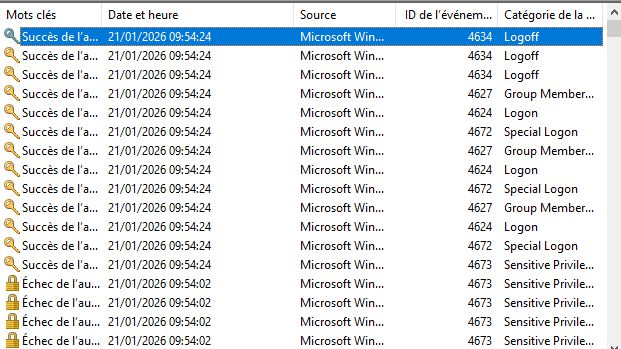 Mots clés Date et heure Source ID de l’événem... Catégorie de la ...
Succès de l’a... 21/01/2026 09:54:24 Microsoft Win... 4634 Logoff
Succès de l’a... 21/01/2026 09:54:24 Microsoft Win... 4634 Logoff
Succès de l’a... 21/01/2026 09:54:24 Microsoft Win... 4634 Logoff
Succès de l’a... 21/01/2026 09:54:24 Microsoft Win... 4627 Group Member...
Succès de l’a... 21/01/2026 09:54:24 Microsoft Win... 4624 Logon
Succès de l’a... 21/01/2026 09:54:24 Microsoft Win... 4672 Special Logon
Succès de l’a... 21/01/2026 09:54:24 Microsoft Win... 4627 Group Member...
Succès de l’a... 21/01/2026 09:54:24 Microsoft Win... 4624 Logon
Succès de l’a... 21/01/2026 09:54:24 Microsoft Win... 4672 Special Logon
Succès de l’a... 21/01/2026 09:54:24 Microsoft Win... 4627 Group Member...
Succès de l’a... 21/01/2026 09:54:24 Microsoft Win... 4624 Logon
Succès de l’a... 21/01/2026 09:54:24 Microsoft Win... 4672 Special Logon
Succès de l’a... 21/01/2026 09:54:24 Microsoft Win... 4673 Sensitive Privile...
Échec de l’au... 21/01/2026 09:54:02 Microsoft Win... 4673 Sensitive Privile...
Échec de l’au... 21/01/2026 09:54:02 Microsoft Win... 4673 Sensitive Privile...
Échec de l’au... 21/01/2026 09:54:02 Microsoft Win... 4673 Sensitive Privile...
Échec de l’au... 21/01/2026 09:54:02 Microsoft Win... 4673 Sensitive Privile...